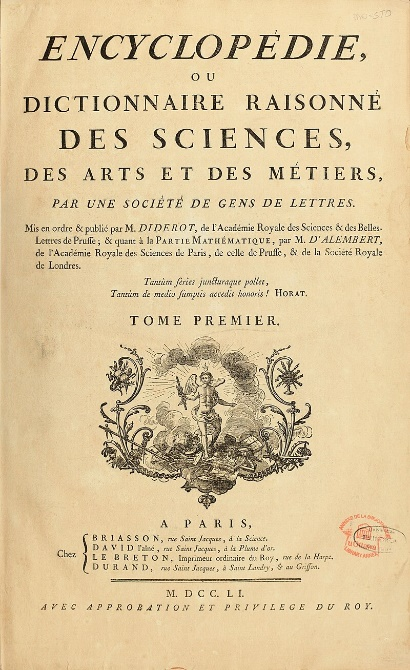 ENCYCLOPÉDIE,
OU
DICTIONNAIRE RAISONNÉ
DES SCIENCES,
DES ARTS ET DES MÉTIERS,
PAR UNE SOCIÉTÉ DE GENS DE LETTRES.
Mis en ordre & publié par M. DIDEROT, de l'Académie Royale des Sciences & des Belles-
Lettres de Prusse; & quant à la PARTIE MATHÉMATIQUE, par M. D'ALEMBERT,
de l'Académie Royale des Sciences de Paris, de celle de Prusse, & de la Société Royale
de Londres.
Tantùm series juncturaque pollet,
Tantùm de medio sumptis accedit honoris! HORAT.
TOME PREMIER.
A PARIS,
Chez
BRIASSON, rue Saint Jacques, à la Science.
DAVID l'aîné, rue Saint Jacques, à la Plume d'or.
LE BRETON, Imprimeur ordinaire du Roy, rue de la Harpe.
DURAND, rue Saint Jacques, à Saint Landry, & au Griffon.
M. DCC. LI.
AVEC APPROBATION ET PRIVILEGE DU ROY.